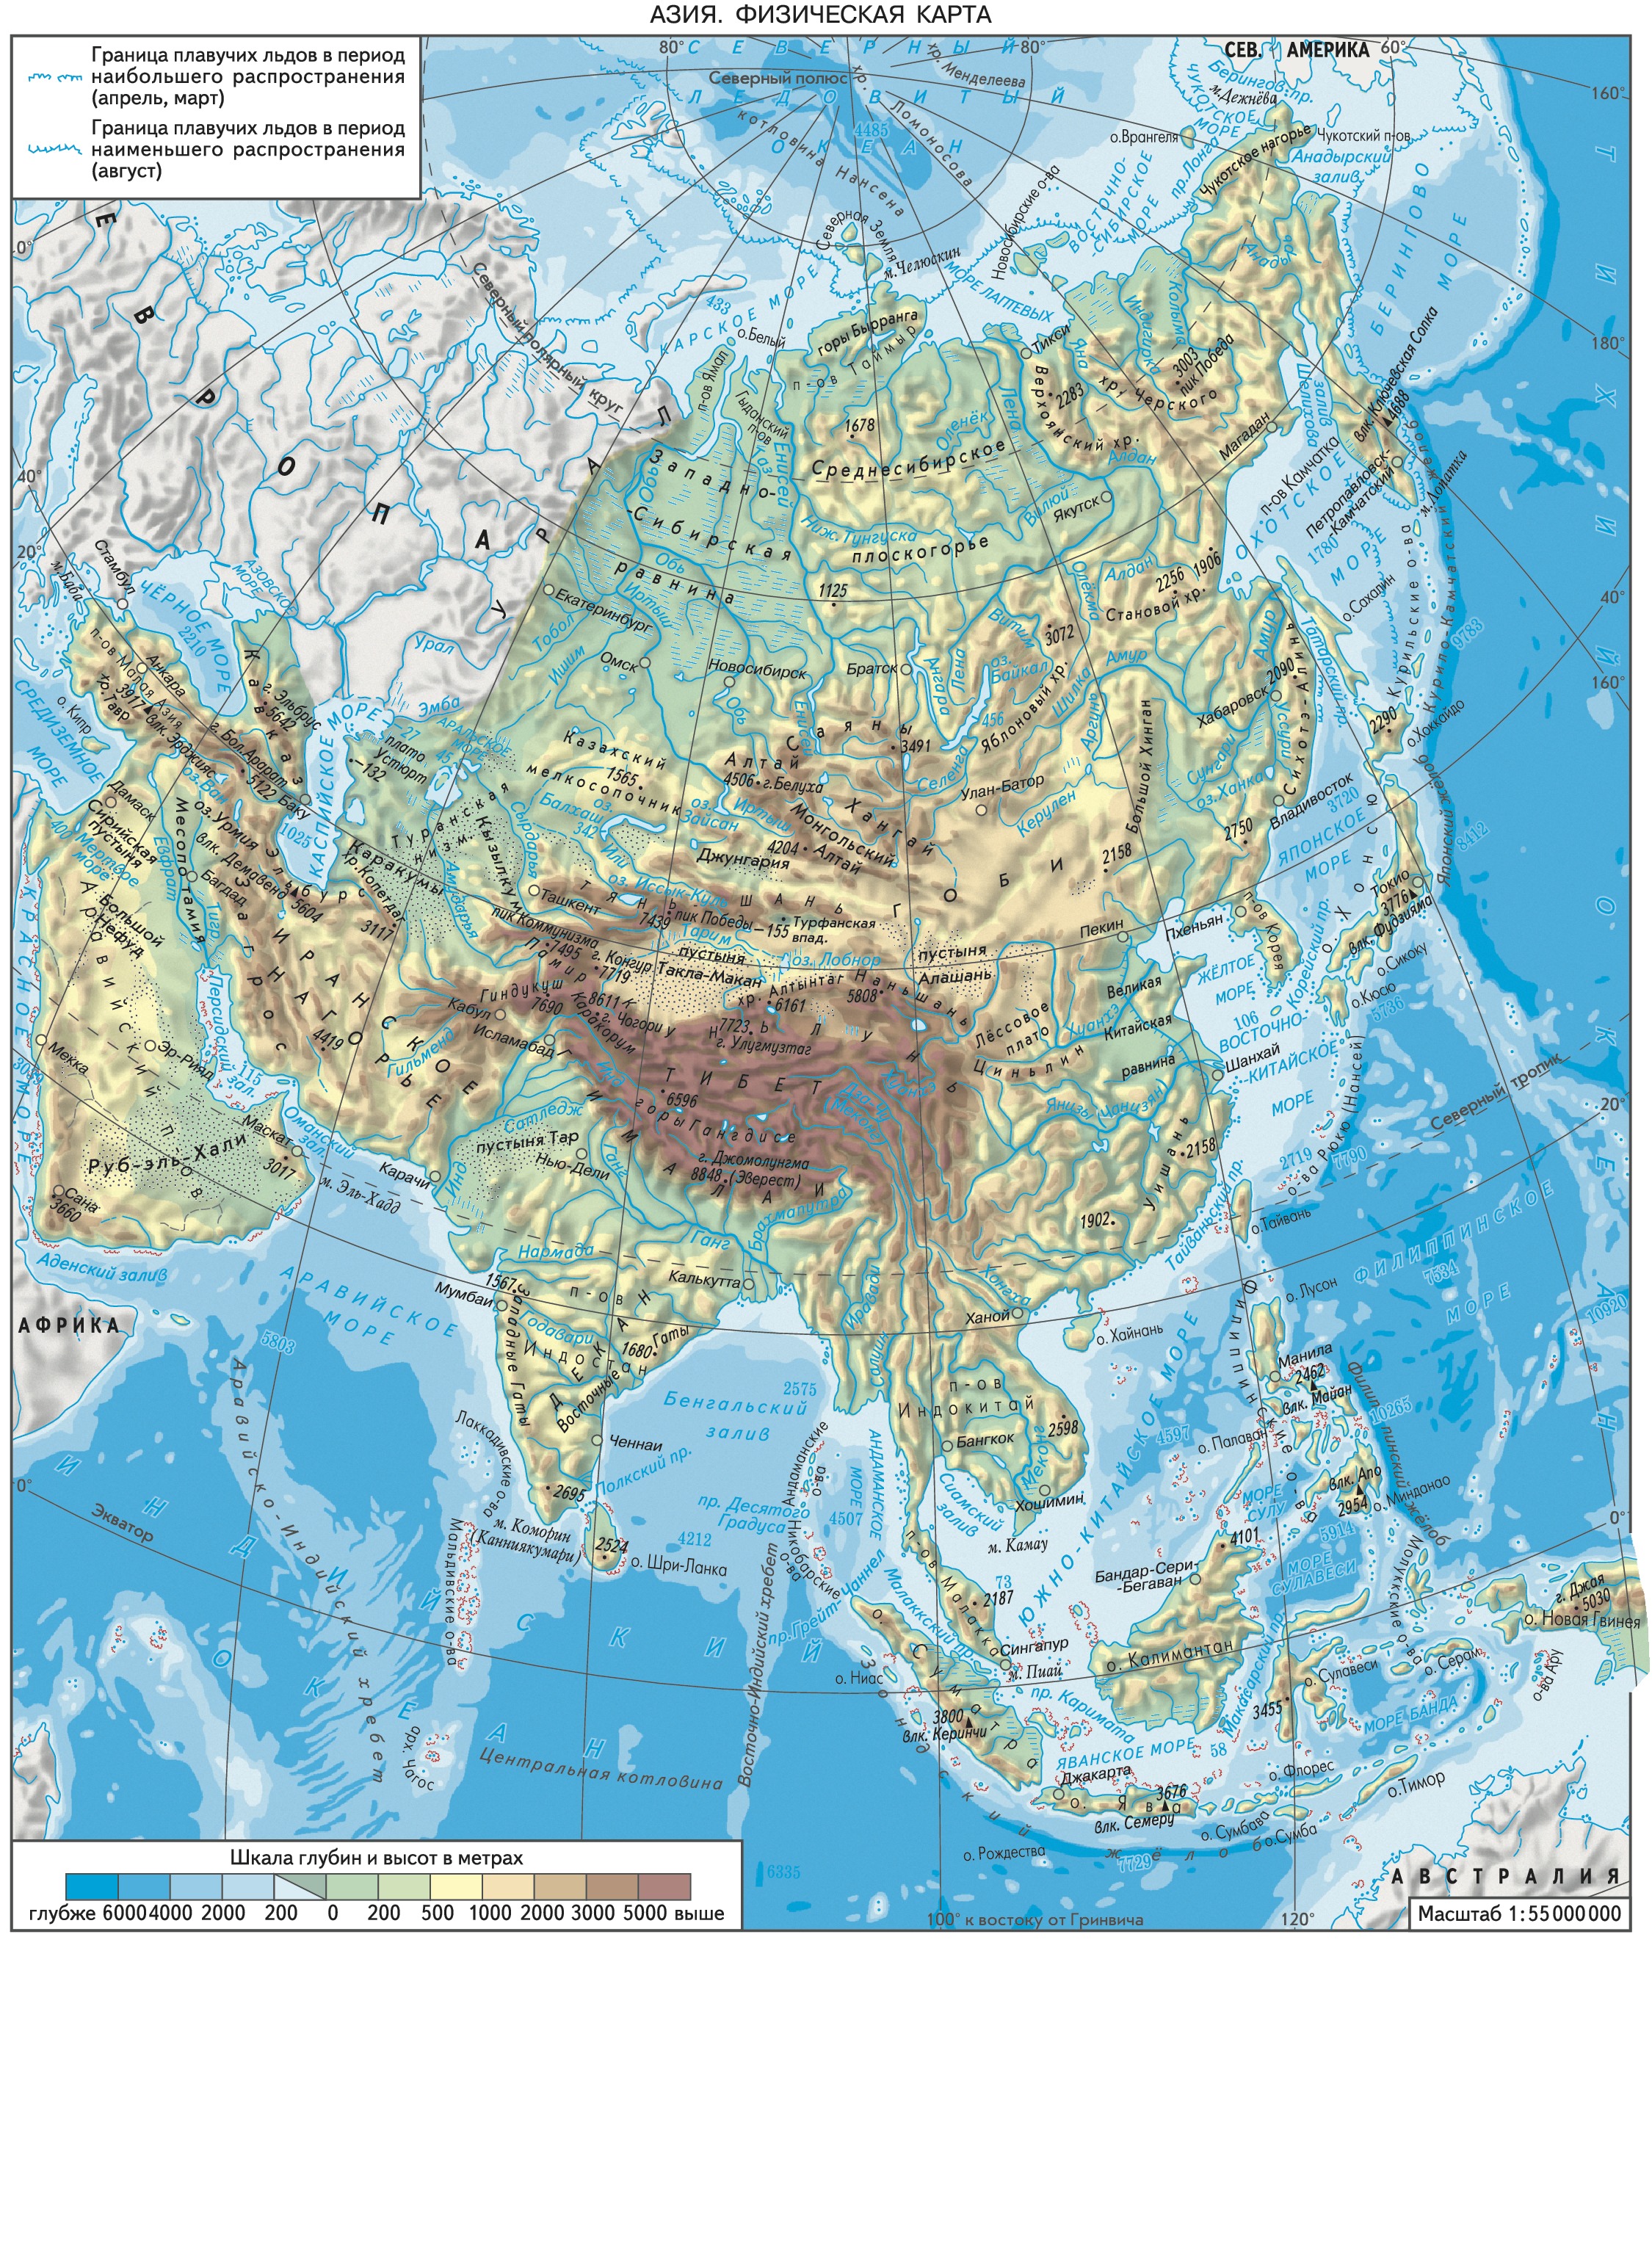 АЗИЯ. ФИЗИЧЕСКАЯ КАРТА
Граница плавучих льдов в период
наибольшего распространения
(апрель, март)
Граница плавучих льдов в период
наименьшего распространения
(август)
80°
80°
60°
160°
180°
160°
40°
20°
0°
0°
40°
20°
0°
СЕВЕРНЫЙ
ЛЕДОВИТЫЙ
ОКЕАН
Северный полюс
хр. Менделеева
хр. Ломоносова
котловина Нансена
4485
СЕВ. АМЕРИКА
Берингов пр.
м.Дежнёва
ЧУКОТСКОЕ
МОРЕ
о.Врангеля
Чукотский п-ов
Чукотское нагорье
пр.Лонга
Анадырский
залив
ВОСТОЧНО-
-СИБИРСКОЕ
МОРЕ
Новосибирские о-ва
Северная Земля
м.Челюскин
МОРЕ ЛАПТЕВЫХ
БЕРИНГОВО
МОРЕ
ТИХИЙ
ОКЕАН
ЕВРОПА
Северный полярный круг
КАРСКОЕ МОРЕ
433
о.Белый
п-ов Ямал
Гыданский
п-ов
горы Бырранга
п-ов Таймыр
Тикси
Яна
Индигирка
Колыма
Анадырь
3003
пик Победа
хр. Черского
2283
Верхоянский хр.
Лена
Оленёк
1678
Среднесибирское
плоскогорье
Алдан
Вилюй
Якутск
Магадан
залив
Шелихова
влк. Ключевская Сопка
4688
п-ов Камчатка
Петропавловск-
-Камчатский
м. Лопатка
ОХОТСКОЕ
МОРЕ
1780
Курильские о-ва
Курило-Камчатский желоб
9783
о.Сахалин
Татарский пр.
УРАЛ
Западно-
-Сибирская
равнина
Обь
Енисей
Ниж. Тунгуска
1125
Обь
Иртыш
Тобол
Ишим
Екатеринбург
Омск
Новосибирск
Братск
Ангара
Лена
Витим
Олёкма
Алдан
2256
1906
Становой хр.
3072
оз.
Байкал
456
Яблоновый хр.
Шилка
Амур
Аргунь
Амур
2090
Хабаровск
Уссури
Сунгари
оз. Ханка
Сихотэ-Алинь
Большой Хинган
Владивосток
2290
о.Хоккайдо
3720
ЯПОНСКОЕ
МОРЕ
о. Хонсю
Японский желоб
8412
Токио
3776
влк. Фудзияма
о.Сикоку
о.Кюсю
Корейский пр.
п-ов Корея
Пхеньян
2750
Стамбул
м.Баба
ЧЁРНОЕ МОРЕ
2210
АЗОВСКОЕ
МОРЕ
п-ов Малая Азия
Анкара
хр. Тавр
3917
влк. Эрджияс
СРЕДИЗЕМНОЕ
МОРЕ
о. Кипр
Кавказ
г. Эльбрус
5642
г. Бол.Арарат
5122
оз. Ван
оз. Урмия
Баку
1025
КАСПИЙСКОЕ МОРЕ
-27
Урал
Эмба
плато
Устюрт
-132
АРАЛЬСКОЕ
МОРЕ
45
Казахский
мелкосопочник
1565
Туранская
низм.
Кызылкум
Каракумы
хр. Копетдаг
3117
Амударья
Сырдарья
оз.
Балхаш
342
Или
оз.
Зайсан
Иртыш
Алтай
4506
г.Белуха
Саяны
3491
Енисей
Обь
Селенга
Хангай
Монгольский
Алтай
4204
Джунгария
Улан-Батор
Керулен
ГОБИ
2158
Ташкент
оз. Иссык-Куль
ТЯНЬ-ШАНЬ
7439
пик Победы
-155
Турфанская
впад.
Тарим
пустыня
Такла-Макан
оз. Лобнор
пустыня
Алашань
пик Коммунизма
7495
Памир
г. Конгур
7719
Гиндукуш
7690
8611
г. Чогори
Каракорум
КУНЬЛУНЬ
7723
г. Улугмузтаг
хр. Алтынтаг
6161
5808
Наньшань
Пекин
Великая
Китайская
равнина
Лёссовое
плато
Хуанхэ
Циньлин
ЖЁЛТОЕ
МОРЕ
106
ВОСТОЧНО-
-КИТАЙСКОЕ
МОРЕ
Шанхай
5736
Дамаск
Сирийская
пустыня
-400
Мёртвое
море
Месопотамия
Евфрат
Багдад
Тигр
влк. Демавенд
5604
Эльбурс
Загрос
ИРАНСКОЕ
НАГОРЬЕ
4419
Большой
Нефуд
Аравийский
п-ов
КРАСНОЕ МОРЕ
Мекка
Эр-Рияд
Персидский
зал.
115
Оманский
зал.
Маскат
3017
м. Эль-Хадд
Руб-эль-Хали
Сана
3660
Аденский залив
Кабул
Исламабад
Гильменд
Карачи
Инд
Инд
Сатледж
пустыня Тар
Нью-Дели
Ганг
ГИМАЛАИ
ТИБЕТ
6596
горы Гангдисе
г. Джомолунгма
8848
(Эверест)
Дза-Чу
(Меконг)
Хуанхэ
Янцзы (Чанцзян)
Уишань
2158
1902
Ганг
Брахмапутра
Нармада
Калькутта
1567
Мумбаи
Западные Гаты
Годавари
п-ов
Индостан
ДЕКАН
1680
Восточные Гаты
Ченнаи
2695
м. Коморин
(Канниякумари)
Полкский пр.
2524
о. Шри-Ланка
Лаккадивские о-ва
Мальдивские о-ва
АФРИКА
АРАВИЙСКОЕ
МОРЕ
5803
Аравийско-Индийский хребет
ИНДИЙСКИЙ
ОКЕАН
Экватор
арх. Чагос
Центральная котловина
Восточно-Индийский хребет
6335
Бенгальский
залив
2575
4212
пр. Десятого
Градуса
Андаманские
о-ва
Никобарские
о-ва
АНДАМАНСКОЕ
МОРЕ
4507
пр.Грейт-Чаннел
Малаккский пр.
Иравади
Салуин
Хонгха
Ханой
о. Хайнань
п-ов
Индокитай
2598
Бангкок
Меконг
Хошимин
Сиамский
залив
м. Камау
п-ов Малакка
2187
73
Сингапур
м. Пиай
ЮЖНО-КИТАЙСКОЕ МОРЕ
4597
Тайваньский пр.
о.Тайвань
Северный тропик
о-ва Рюкю (Нансей)
2719
7790
ФИЛИППИНСКОЕ
МОРЕ
7534
10920
Филиппинские о-ва
о. Лусон
Манила
2462
влк. Майон
Филиппинский жёлоб
10265
о. Палаван
МОРЕ
СУЛУ
влк. Апо
2954
о.Минданао
5914
МОРЕ
СУЛАВЕСИ
4101
Бандар-Сери-
-Бегаван
о. Калимантан
Макасарский пр.
о. Сулавеси
3455
Молуккские о-ва
о. Серам
МОРЕ БАНДА
о-ва Ару
г. Джая
5030
о. Новая Гвинея
о. Суматра
о. Ниас
3800
влк. Керинчи
пр. Каримата
ЯВАНСКОЕ МОРЕ
58
Джакарта
о. Ява
3676
влк. Семеру
о. Флорес
о. Сумбава
о.Сумба
о.Тимор
о. Рождества
Зондский жёлоб
7729
АВСТРАЛИЯ
100° к востоку от Гринвича
120°
Шкала глубин и высот в метрах
глубже 6000 4000 2000 200 0 200 500 1000 2000 3000 5000 выше
Масштаб 1:55 000 000